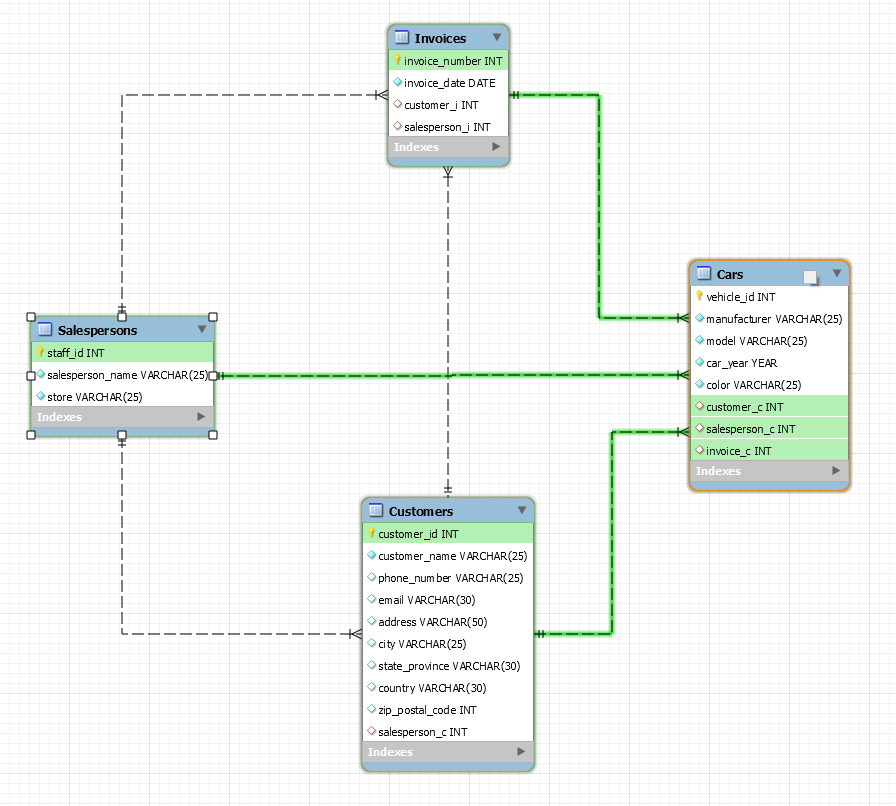 Invoices
invoice_number INT
invoice_date DATE
customer_i INT
salesperson_i INT
Indexes
Cars
vehicle_id INT
manufacturer VARCHAR(25)
model VARCHAR(25)
car_year YEAR
color VARCHAR(25)
customer_c INT
salesperson_c INT
invoice_c INT
Indexes
Salespersons
staff_id INT
salesperson_name VARCHAR(25)
store VARCHAR(25)
Indexes
Customers
customer_id INT
customer_name VARCHAR(25)
phone_number VARCHAR(25)
email VARCHAR(30)
address VARCHAR(50)
city VARCHAR(25)
state_province VARCHAR(30)
country VARCHAR(30)
zip_postal_code INT
salesperson_c INT
Indexes